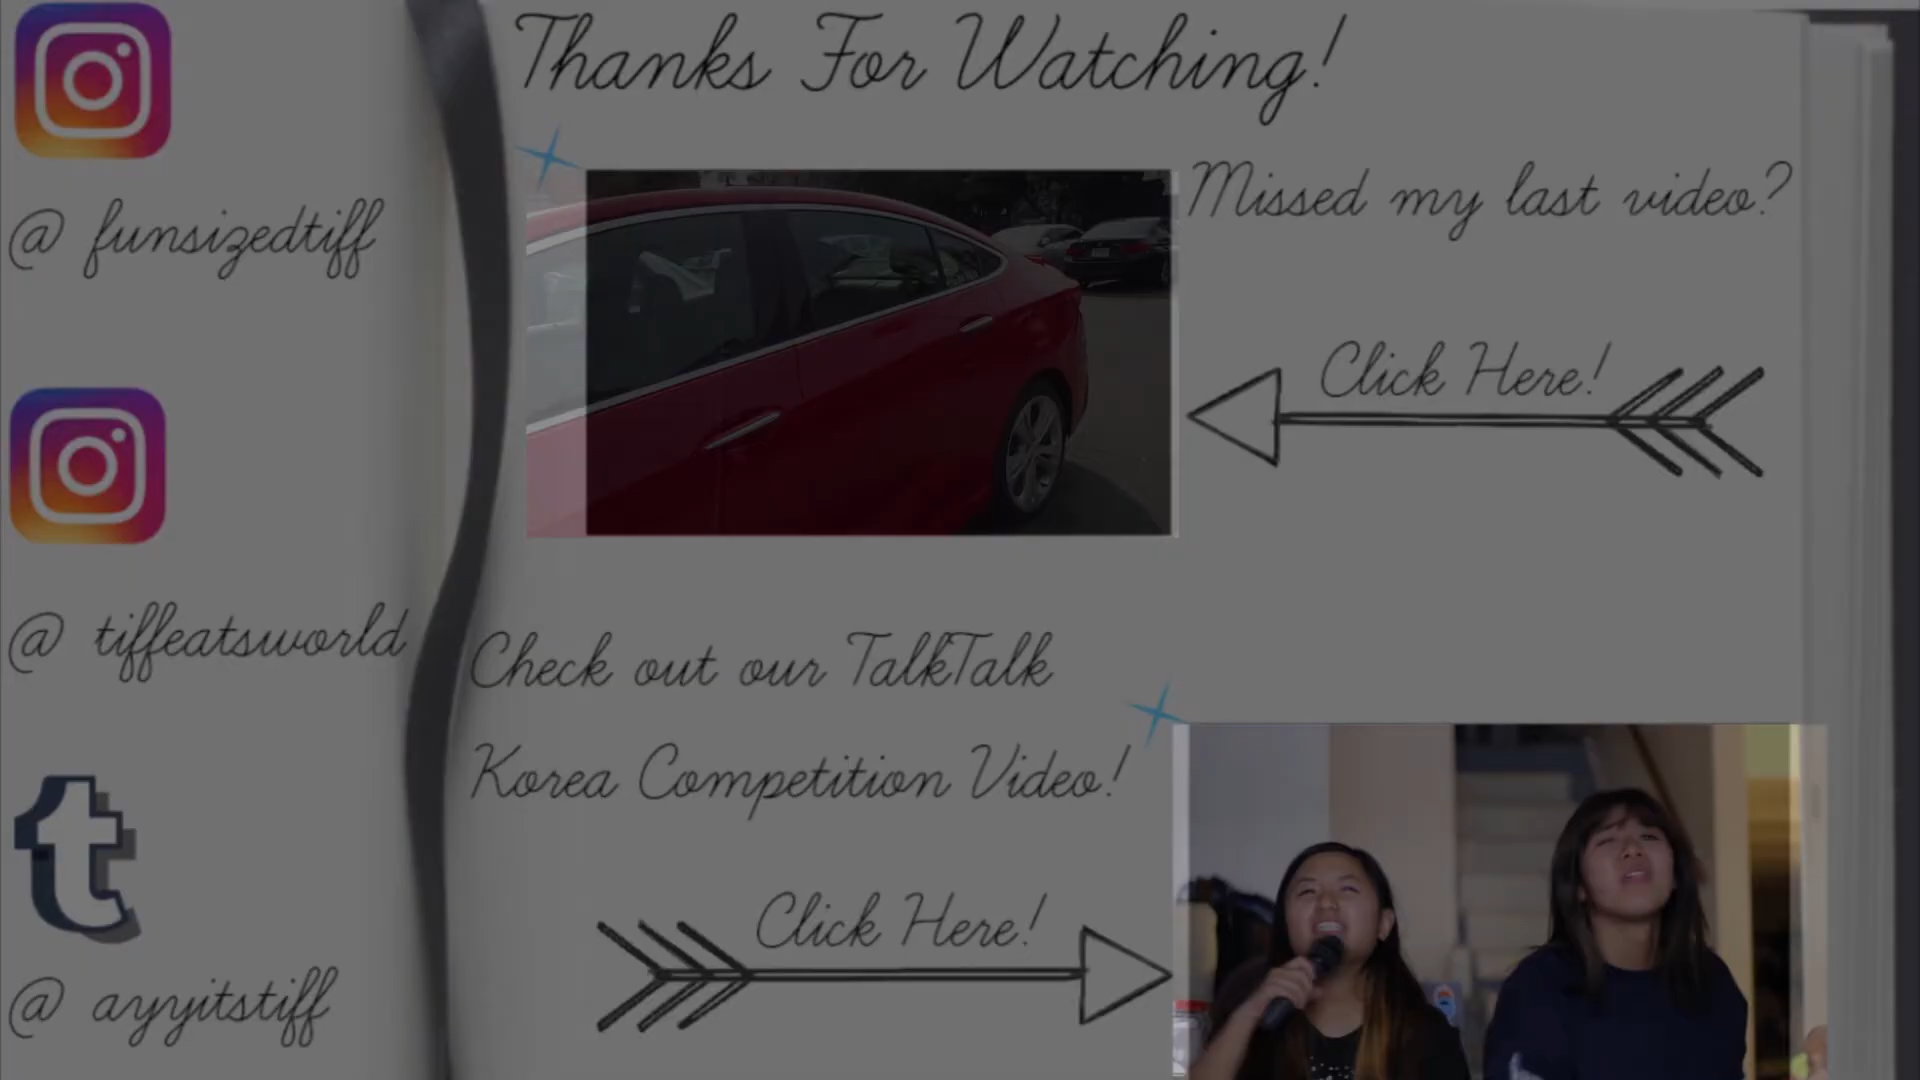 Thanks For Watching!
@ funsizedtiff
Missed my last video?
Click Here!
@ tiffeatsworld
Check out our TalkTalk
Korea Competition Video!
Click Here!
@ ayyitstiff